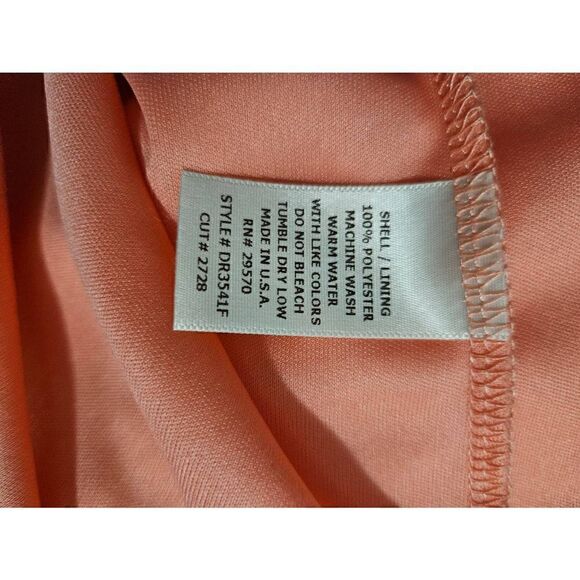 SHELL / LINING
100% POLYESTER
MACHINE WASH
WARM WATER
WITH LIKE COLORS
DO NOT BLEACH
TUMBLE DRY LOW
MADE IN U.S.A.
RN# 29570
STYLE# DR3541F
CUT# 2728